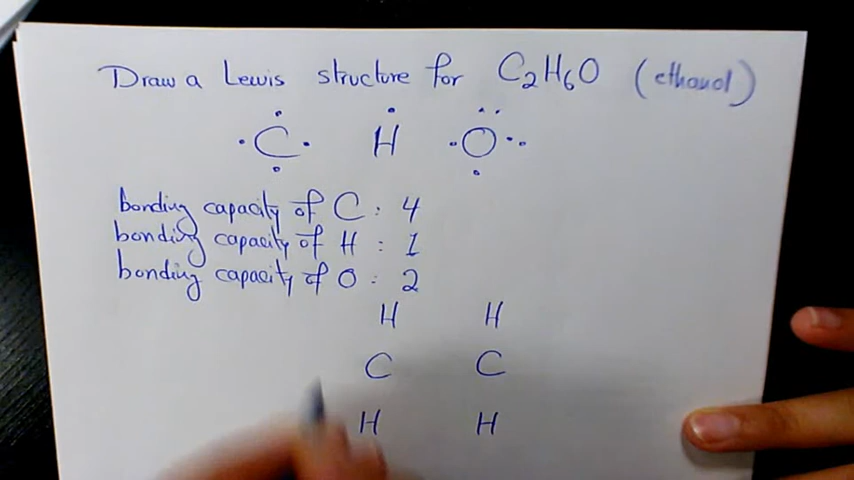 Draw a Lewis structure for C₂H₆O (ethanol)
C H O
bonding capacity of C : 4
bonding capacity of H : 1
bonding capacity of O : 2
H H
C C
H H